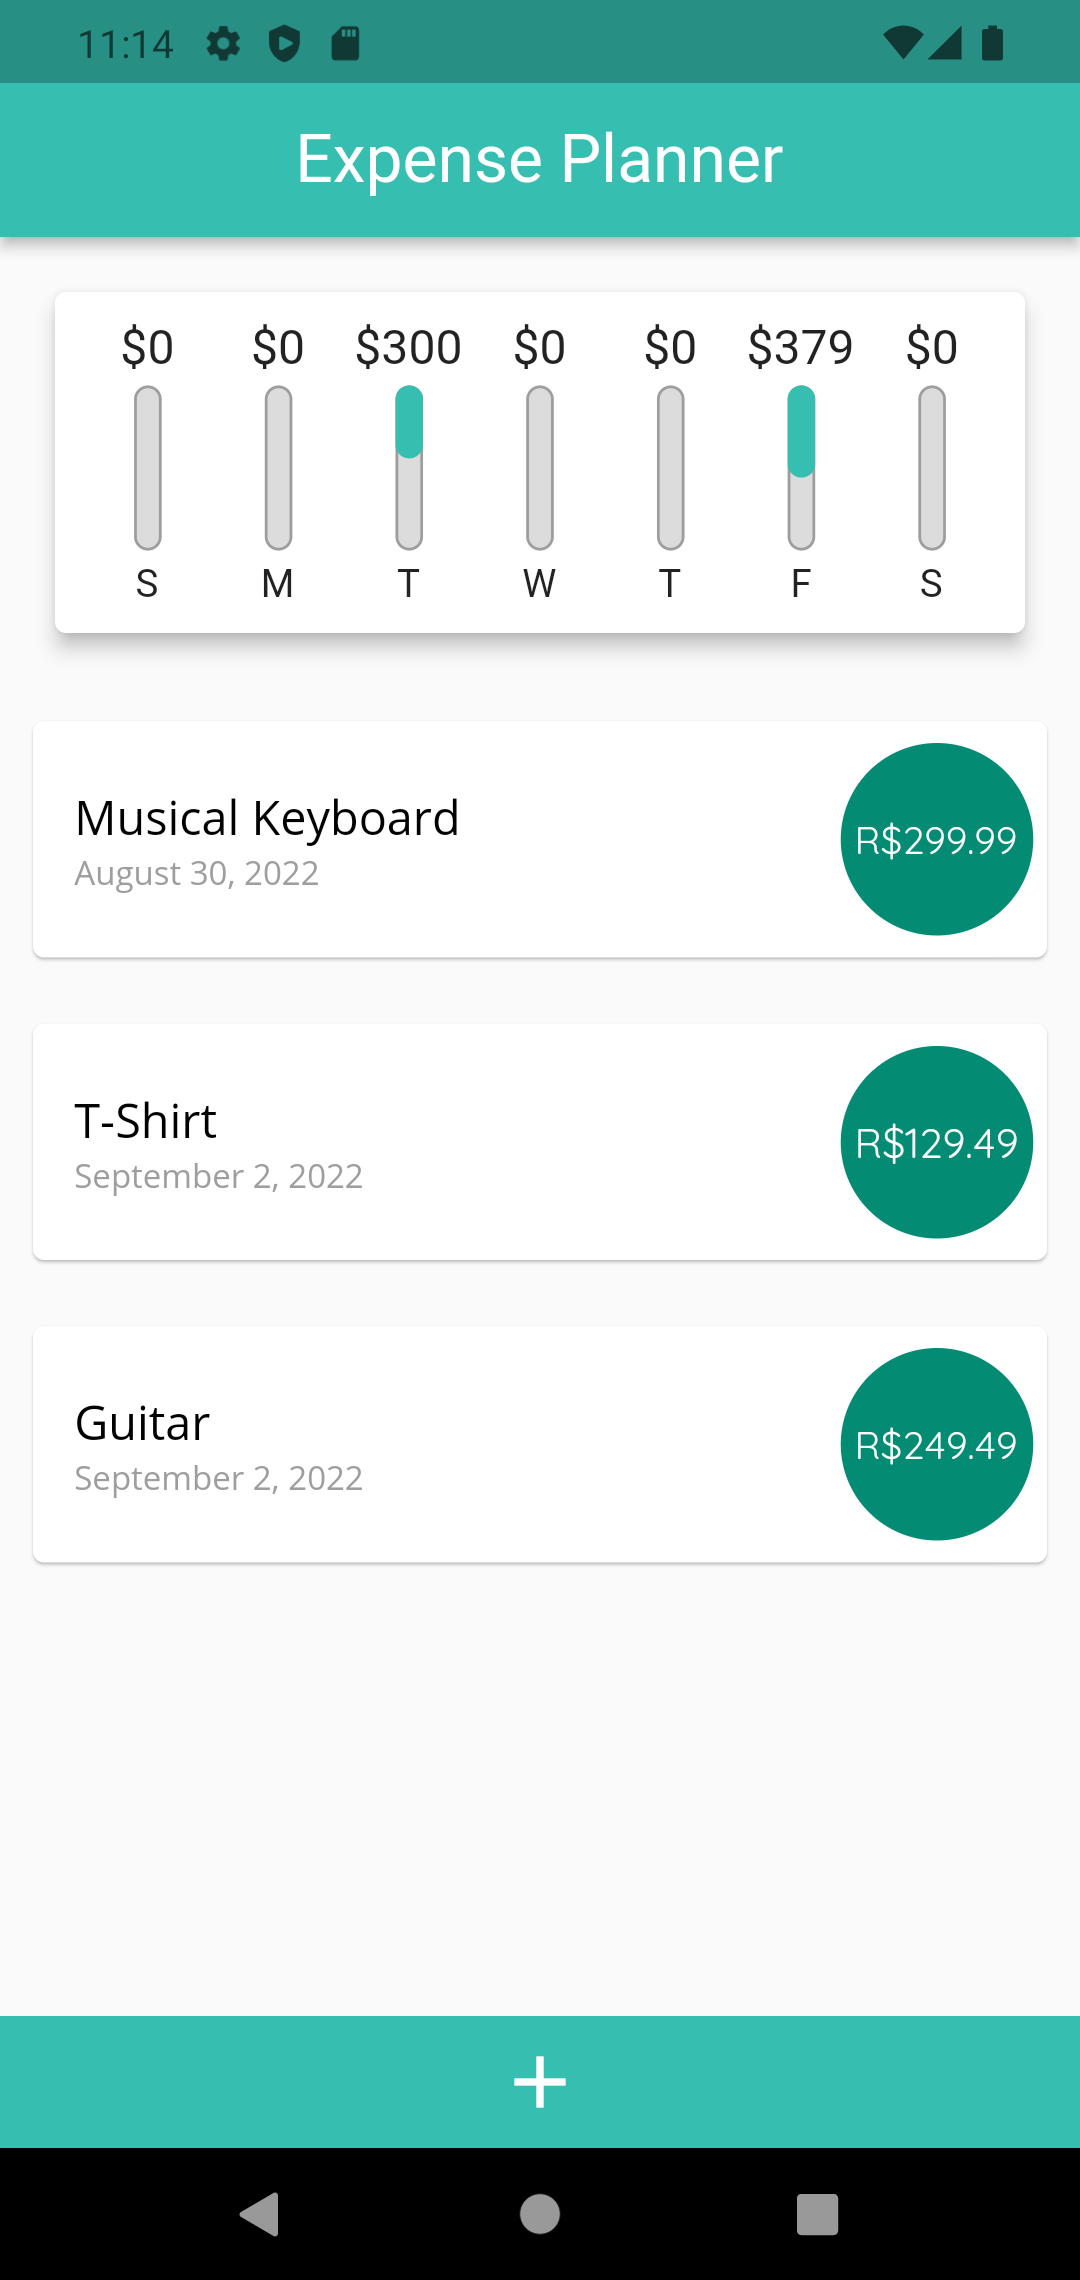 11:14
Expense Planner
$0 $0 $300 $0 $0 $379 $0
S M T W T F S
Musical Keyboard
August 30, 2022
R$299.99
T-Shirt
September 2, 2022
R$129.49
Guitar
September 2, 2022
R$249.49